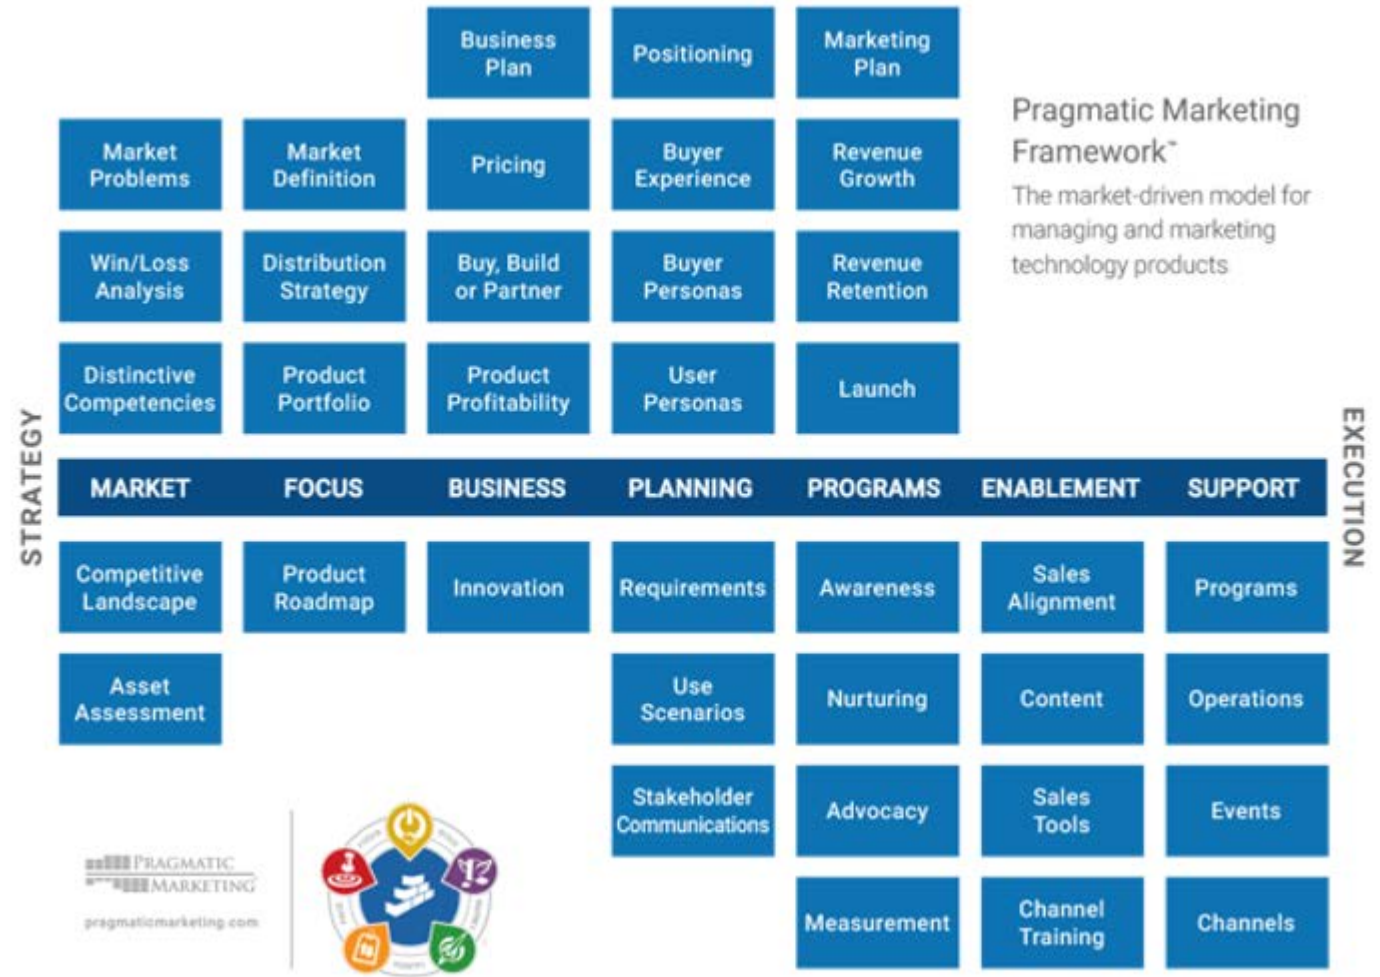 Business
Plan
Positioning
Marketing
Plan
Pragmatic Marketing
Framework™
The market-driven model for
managing and marketing
technology products
Market
Problems
Market
Definition
Pricing
Buyer
Experience
Revenue
Growth
Win/Loss
Analysis
Distribution
Strategy
Buy, Build
or Partner
Buyer
Personas
Revenue
Retention
Distinctive
Competencies
Product
Portfolio
Product
Profitability
User
Personas
Launch
STRATEGY
MARKET
FOCUS
BUSINESS
PLANNING
PROGRAMS
ENABLEMENT
SUPPORT
EXECUTION
Competitive
Landscape
Product
Roadmap
Innovation
Requirements
Awareness
Sales
Alignment
Programs
Asset
Assessment
Use
Scenarios
Nurturing
Content
Operations
Stakeholder
Communications
Advocacy
Sales
Tools
Events
Measurement
Channel
Training
Channels
PRAGMATIC
MARKETING
pragmaticmarketing.com